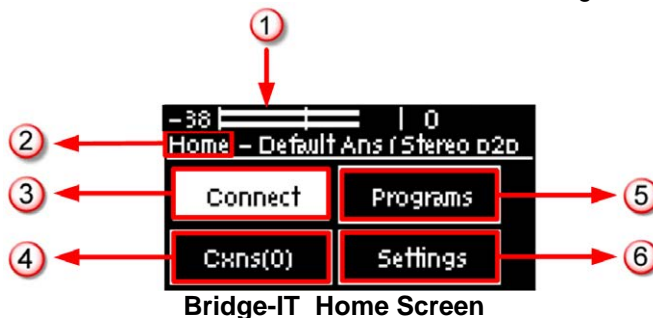 1
-38 0
2 Home - Default Ans (Stereo p2p
3 Connect Programs 5
4 Cxns(0) Settings 6
Bridge-IT Home Screen